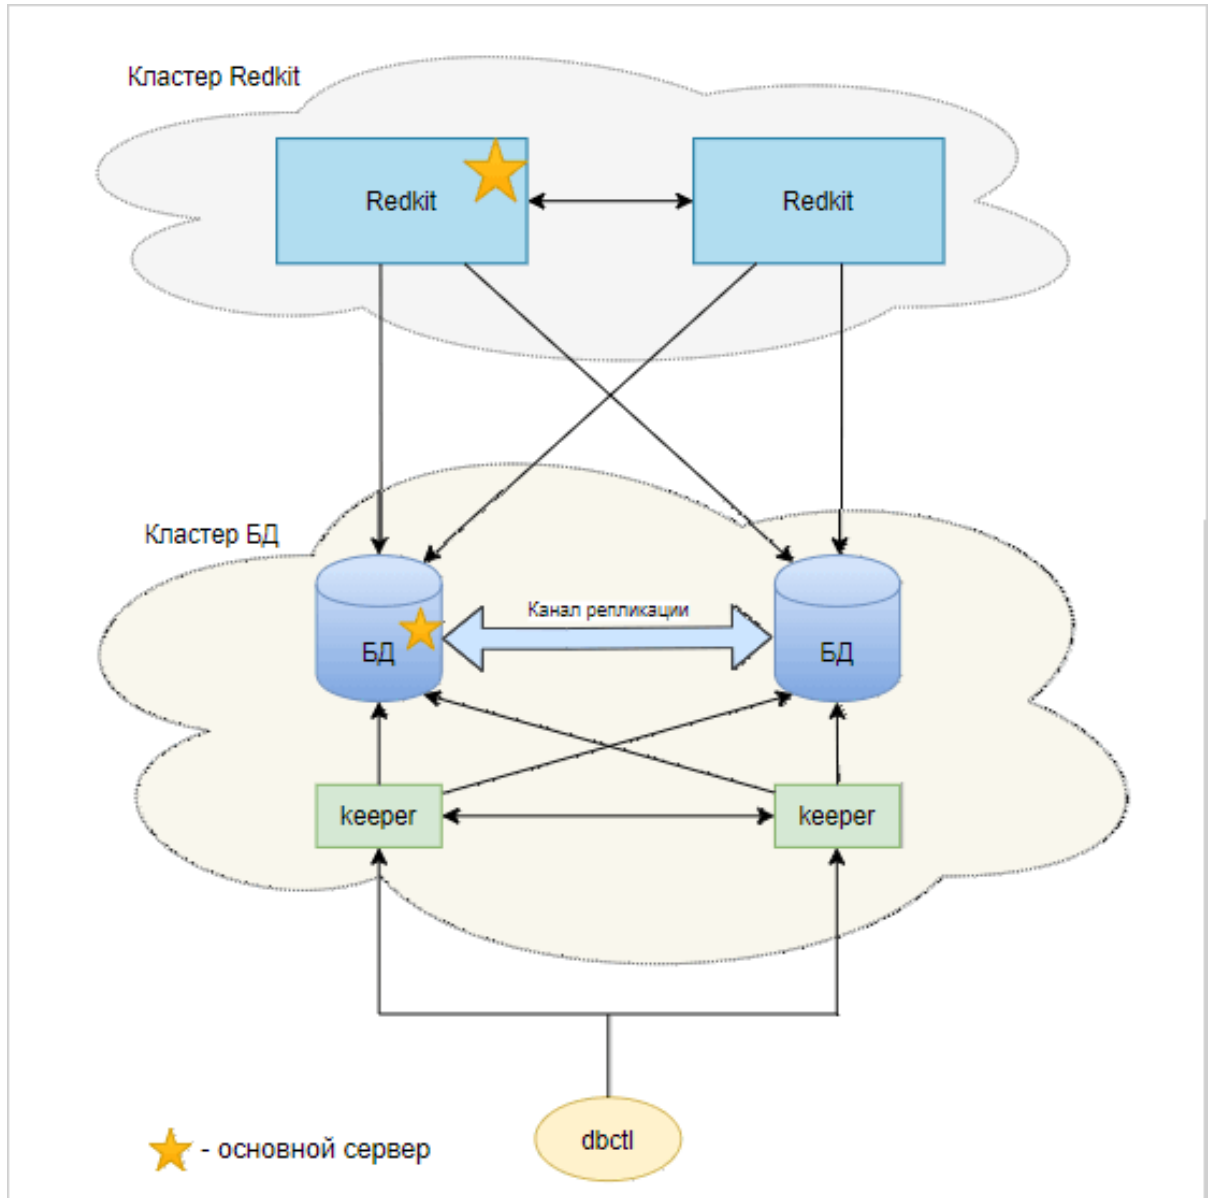 Кластер Redkit
Redkit
Redkit
Кластер БД
Канал репликации
БД
БД
keeper
keeper
dbctl
- основной сервер